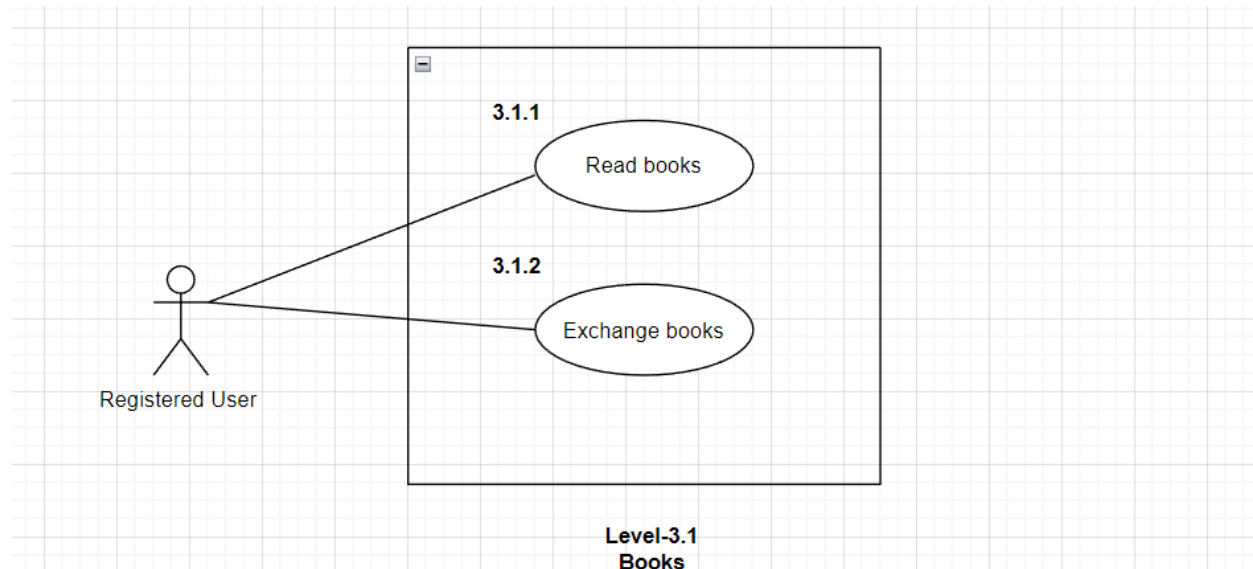 3.1.1
Read books
3.1.2
Exchange books
Registered User
Level-3.1
Books